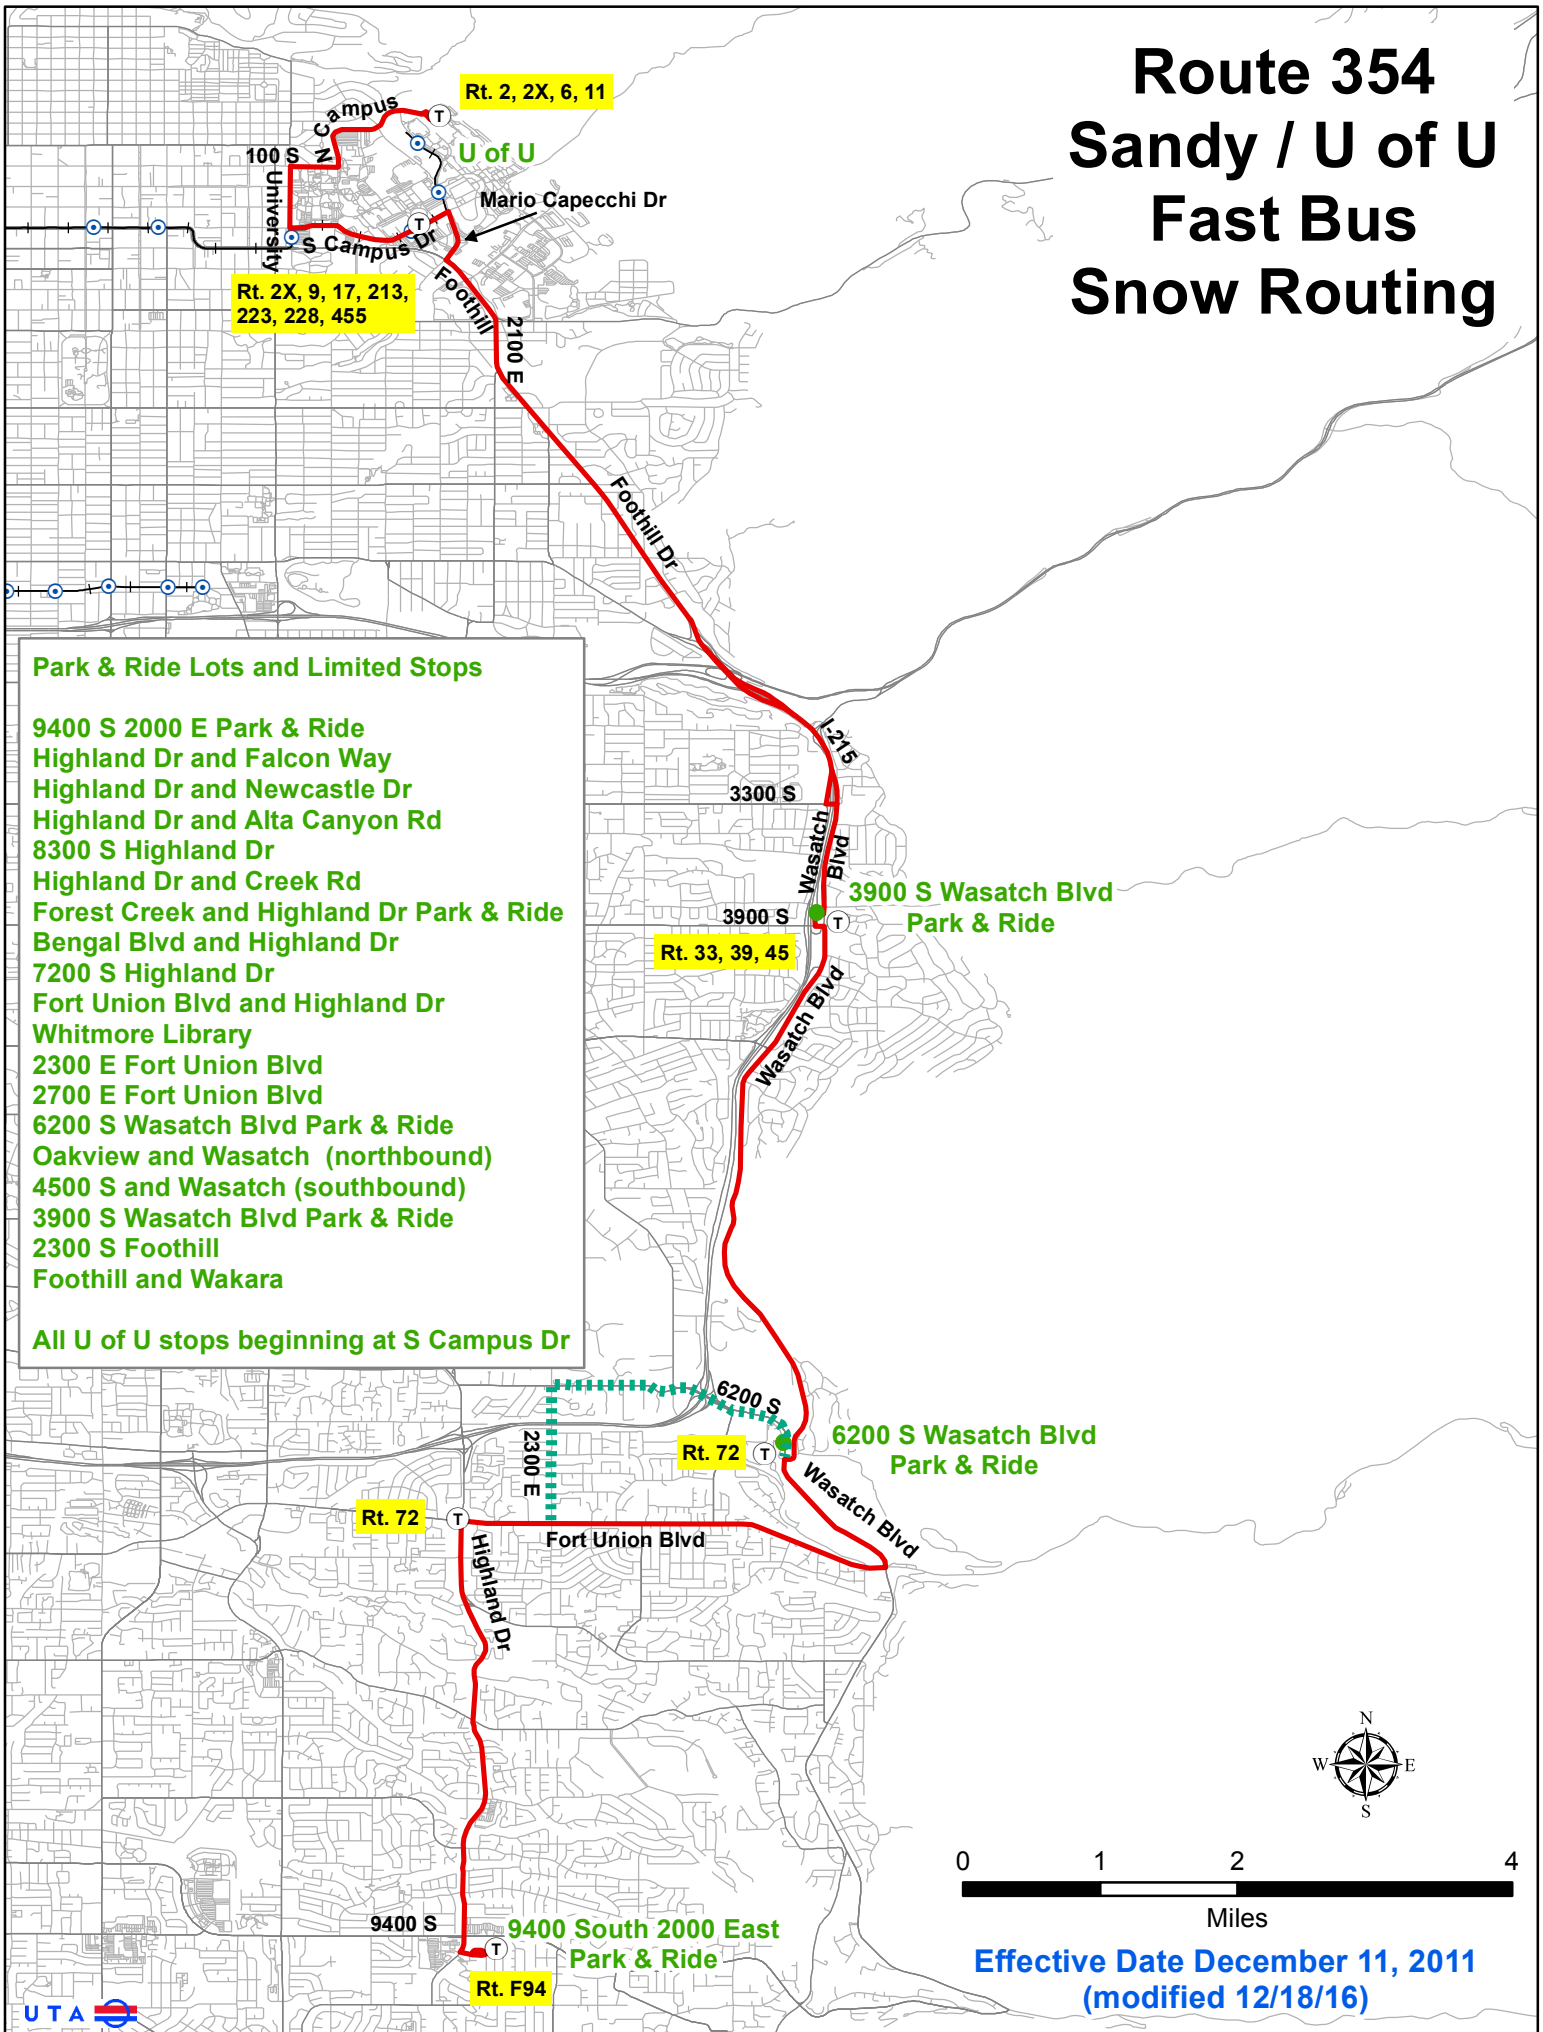 Route 354
Sandy / U of U
Fast Bus
Snow Routing
Rt. 2, 2X, 6, 11
N Campus
100 S
U of U
University
Mario Capecchi Dr
S Campus Dr
Rt. 2X, 9, 17, 213,
223, 228, 455
Foothill
2100 E
Foothill Dr
Park & Ride Lots and Limited Stops
9400 S 2000 E Park & Ride
Highland Dr and Falcon Way
Highland Dr and Newcastle Dr
Highland Dr and Alta Canyon Rd
8300 S Highland Dr
Highland Dr and Creek Rd
Forest Creek and Highland Dr Park & Ride
Bengal Blvd and Highland Dr
7200 S Highland Dr
Fort Union Blvd and Highland Dr
Whitmore Library
2300 E Fort Union Blvd
2700 E Fort Union Blvd
6200 S Wasatch Blvd Park & Ride
Oakview and Wasatch (northbound)
4500 S and Wasatch (southbound)
3900 S Wasatch Blvd Park & Ride
2300 S Foothill
Foothill and Wakara
All U of U stops beginning at S Campus Dr
I-215
3300 S
Wasatch
Blvd
3900 S Wasatch Blvd
Park & Ride
3900 S
Rt. 33, 39, 45
Wasatch Blvd
6200 S
2300 E
Rt. 72
6200 S Wasatch Blvd
Park & Ride
Wasatch Blvd
Rt. 72
Fort Union Blvd
Highland Dr
9400 S
9400 South 2000 East
Park & Ride
Rt. F94
T
T
T
T
T
T
N
W
E
S
0 1 2 4
Miles
Effective Date December 11, 2011
(modified 12/18/16)
UTA